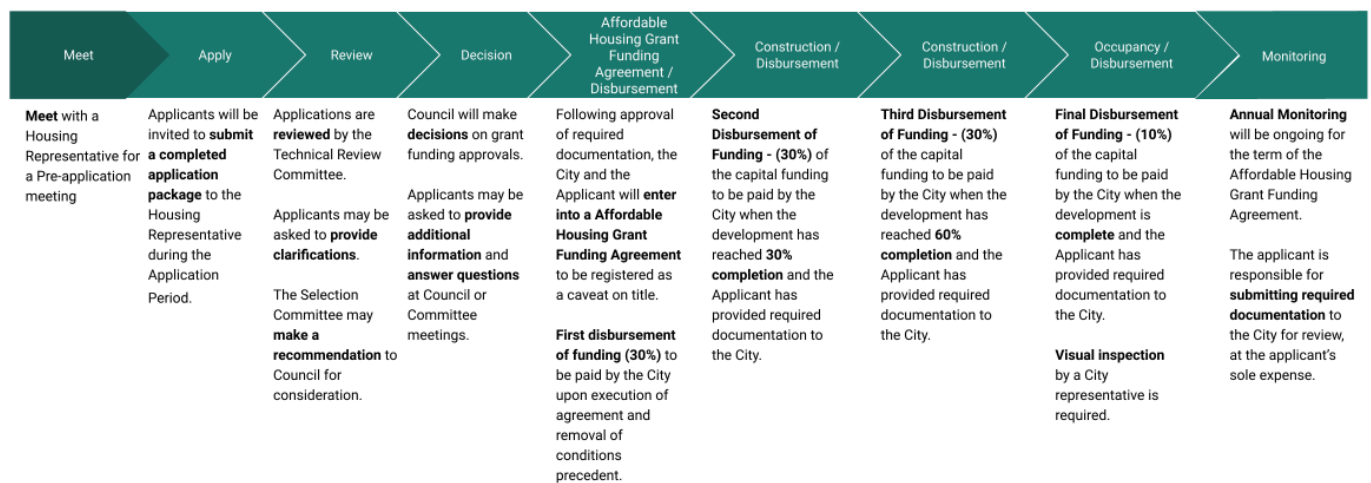 Meet
Apply
Review
Decision
Affordable
Housing Grant
Funding
Agreement /
Disbursement
Construction /
Disbursement
Construction /
Disbursement
Occupancy /
Disbursement
Monitoring
Meet with a
Housing
Representative for
a Pre-application
meeting
Applicants will be
invited to submit
a completed
application
package to the
Housing
Representative
during the
Application
Period.
Applications are
reviewed by the
Technical Review
Committee.
Applicants may be
asked to provide
clarifications.
The Selection
Committee may
make a
recommendation to
Council for
consideration.
Council will make
decisions on grant
funding approvals.
Applicants may be
asked to provide
additional
information and
answer questions
at Council or
Committee
meetings.
Following approval
of required
documentation, the
City and the
Applicant will enter
into a Affordable
Housing Grant
Funding Agreement
to be registered as
a caveat on title.
First disbursement
of funding (30%) to
be paid by the City
upon execution of
agreement and
removal of
conditions
precedent.
Second
Disbursement of
Funding - (30%) of
the capital funding
to be paid by the
City when the
development has
reached 30%
completion and the
Applicant has
provided required
documentation to
the City.
Third Disbursement
of Funding - (30%)
of the capital
funding to be paid
by the City when the
development has
reached 60%
completion and the
Applicant has
provided required
documentation to
the City.
Final Disbursement
of Funding - (10%)
of the capital
funding to be paid
by the City when the
development is
complete and the
Applicant has
provided required
documentation to
the City.
Visual inspection
by a City
representative is
required.
Annual Monitoring
will be ongoing for
the term of the
Affordable Housing
Grant Funding
Agreement.
The applicant is
responsible for
submitting required
documentation to
the City for review,
at the applicant's
sole expense.